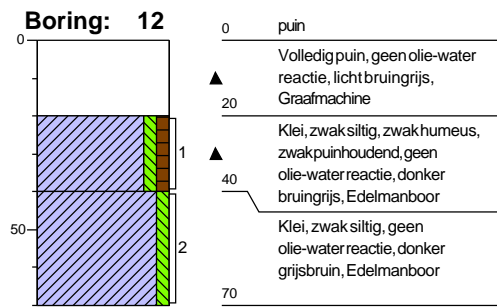 Boring: 12
0
0 puin
Volledig puin, geen olie-water
reactie, licht bruingrijs,
Graafmachine
20
1
Klei, zwak siltig, zwak humeus,
zwak puinhoudend, geen
olie-water reactie, donker
bruingrijs, Edelmanboor
40
50
2
Klei, zwak siltig, geen
olie-water reactie, donker
grijsbruin, Edelmanboor
70